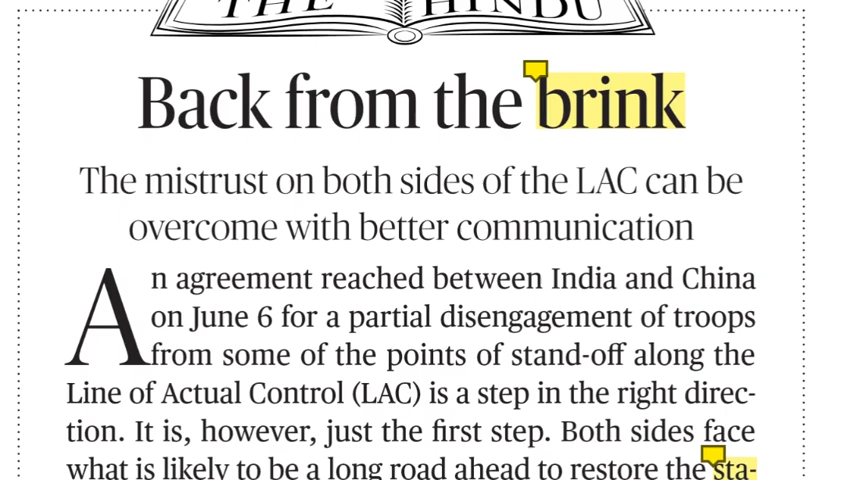 THE HINDU
Back from the brink
The mistrust on both sides of the LAC can be
overcome with better communication
An agreement reached between India and China
on June 6 for a partial disengagement of troops
from some of the points of stand-off along the
Line of Actual Control (LAC) is a step in the right direc-
tion. It is, however, just the first step. Both sides face
what is likely to be a long road ahead to restore the sta-